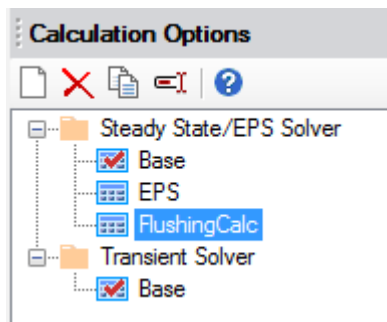 Calculation Options
Steady State/EPS Solver
Base
EPS
FlushingCalc
Transient Solver
Base